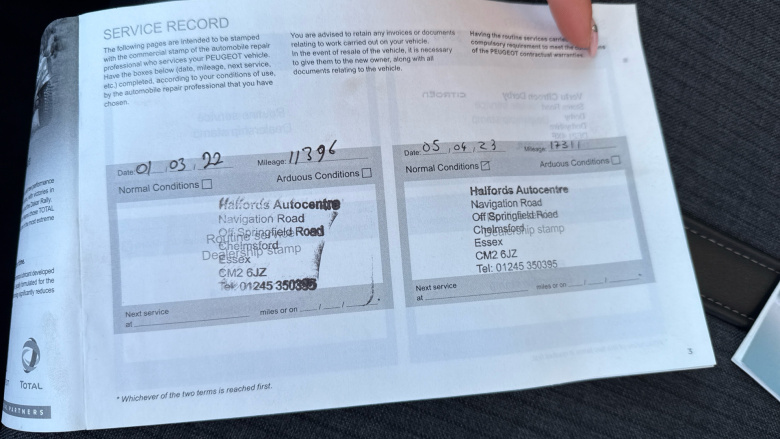 SERVICE RECORD
The following pages are intended to be stamped
with the commercial stamp of the automobile repair
professional who services your PEUGEOT vehicle.
Have the boxes below (date, mileage, next service,
etc.) completed, according to your conditions of use,
by the automobile repair professional that you have
chosen.
You are advised to retain any invoices or documents
relating to work carried out on your vehicle.
In the event of resale of the vehicle, it is necessary
to give them to the new owner, along with all
documents relating to the vehicle.
Having the routine services carried
compulsory requirement to meet the
of the PEUGEOT contractual warranties.
Date: 01 / 03 / 22 Mileage: 11396
Normal Conditions Arduous Conditions
Halfords Autocentre
Navigation Road
Off Springfield Road
Routine service
Chelmsford
Dealership stamp
Essex
CM2 6JZ
Tel: 01245 350395
Next service
at miles or on / /
Date: 05 / 04 / 23 Mileage: 17311
Normal Conditions Arduous Conditions
Halfords Autocentre
Navigation Road
Off Springfield Road
Chelmsford
Dealership stamp
Essex
CM2 6JZ
Tel: 01245 350395
Next service
at miles or on / /
* Whichever of the two terms is reached first.
3
TOTAL
PARTNERS